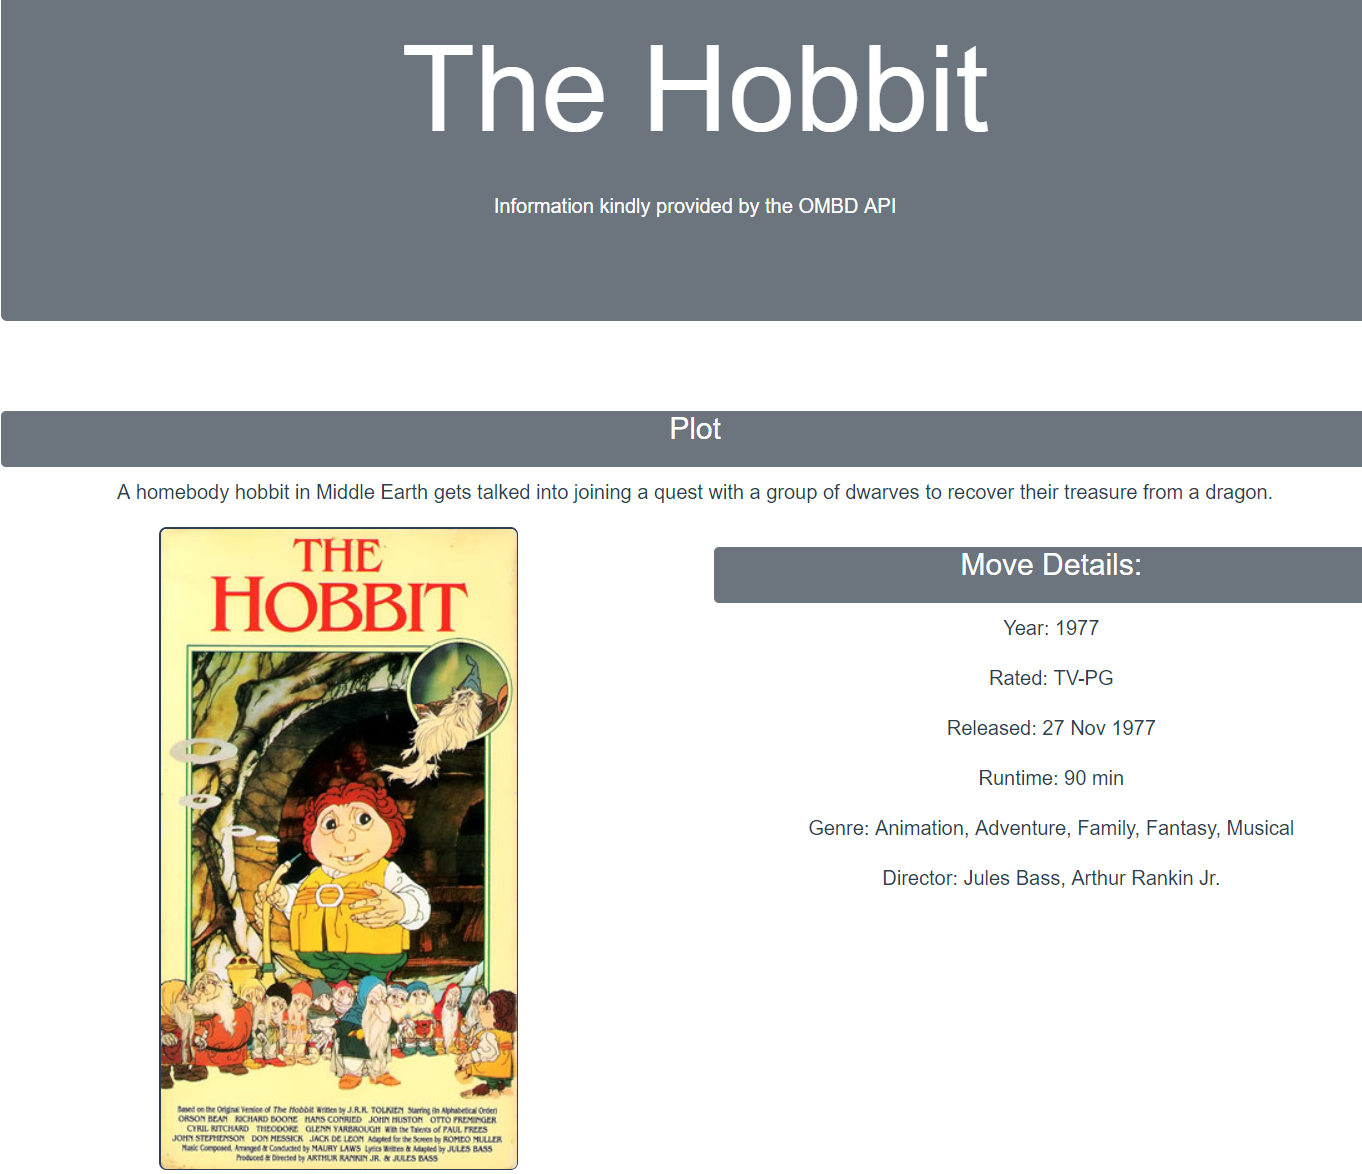 The Hobbit
Information kindly provided by the OMBD API
Plot
A homebody hobbit in Middle Earth gets talked into joining a quest with a group of dwarves to recover their treasure from a dragon.
THE
HOBBIT
Based on the Original Version of The Hobbit Written by J.R.R. TOLKIEN Starring (In Alphabetical Order)
ORSON BEAN RICHARD BOONE HANS CONRIED JOHN HUSTON OTTO PREMINGER
CYRIL RITCHARD THEODORE GLENN YARBROUGH With the Talents of PAUL FREES
JOHN STEPHENSON DON MESSICK JACK DE LEON Adapted for the Screen by ROMEO MULLER
Music Composed, Arranged & Conducted by MAURY LAWS Lyrics Written & Adapted by JULES BASS
Produced & Directed by ARTHUR RANKIN JR. & JULES BASS
Move Details:
Year: 1977
Rated: TV-PG
Released: 27 Nov 1977
Runtime: 90 min
Genre: Animation, Adventure, Family, Fantasy, Musical
Director: Jules Bass, Arthur Rankin Jr.